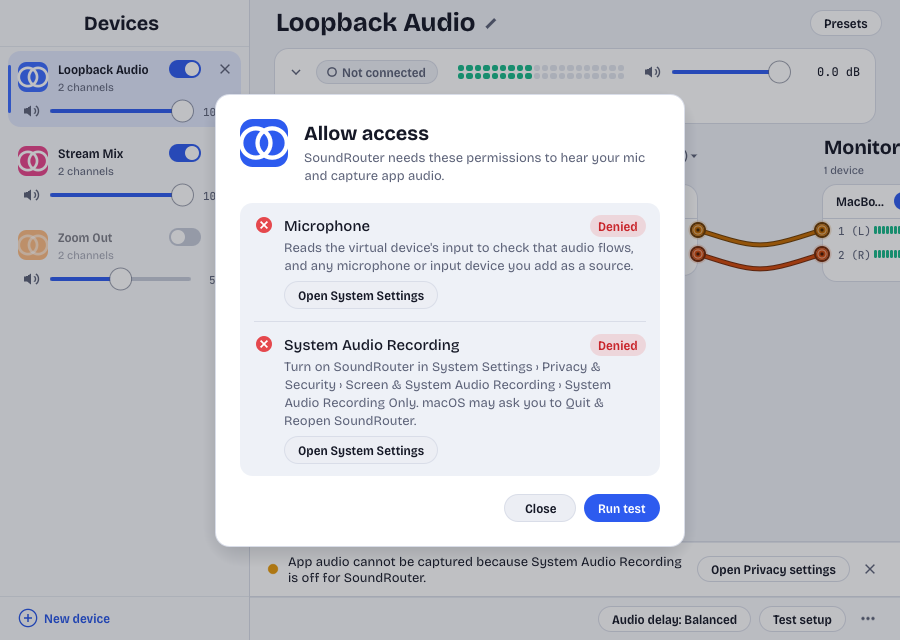 Devices
Loopback Audio
2 channels
10
Stream Mix
2 channels
10
Zoom Out
2 channels
5
New device
Loopback Audio
Presets
Not connected
0.0 dB
Monitor
1 device
MacBo...
1 (L)
2 (R)
Allow access
SoundRouter needs these permissions to hear your mic
and capture app audio.
Microphone
Denied
Reads the virtual device's input to check that audio flows,
and any microphone or input device you add as a source.
Open System Settings
System Audio Recording
Denied
Turn on SoundRouter in System Settings › Privacy &
Security › Screen & System Audio Recording › System
Audio Recording Only. macOS may ask you to Quit &
Reopen SoundRouter.
Open System Settings
Close
Run test
App audio cannot be captured because System Audio Recording
is off for SoundRouter.
Open Privacy settings
Audio delay: Balanced
Test setup